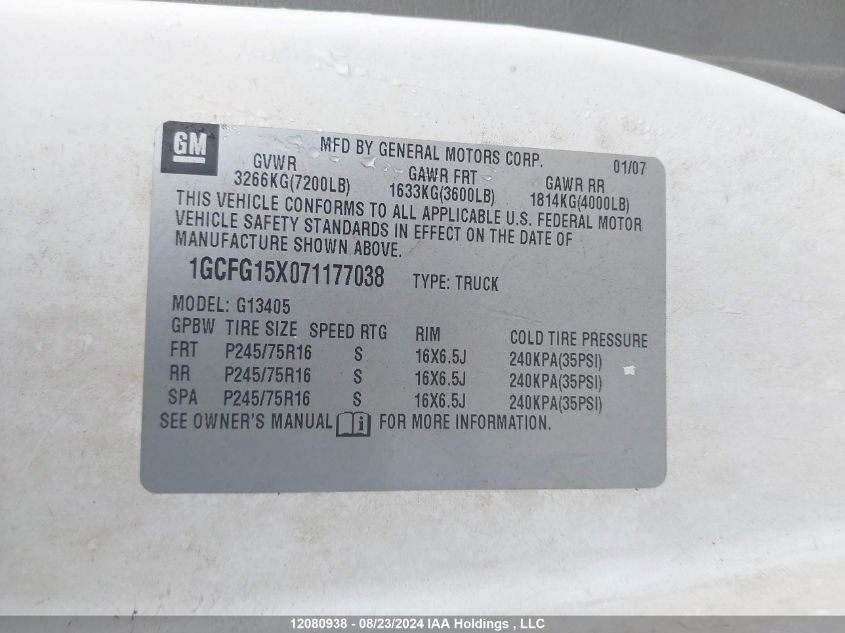 GM
MFD BY GENERAL MOTORS CORP. 01/07
GVWR GAWR FRT GAWR RR
3266KG(7200LB) 1633KG(3600LB) 1814KG(4000LB)
THIS VEHICLE CONFORMS TO ALL APPLICABLE U.S. FEDERAL MOTOR
VEHICLE SAFETY STANDARDS IN EFFECT ON THE DATE OF
MANUFACTURE SHOWN ABOVE.
1GCFG15X071177038 TYPE: TRUCK
MODEL: G13405
GPBW TIRE SIZE SPEED RTG RIM COLD TIRE PRESSURE
FRT P245/75R16 S 16X6.5J 240KPA(35PSI)
RR P245/75R16 S 16X6.5J 240KPA(35PSI)
SPA P245/75R16 S 16X6.5J 240KPA(35PSI)
SEE OWNER'S MANUAL i FOR MORE INFORMATION.
12080938 - 08/23/2024 IAA Holdings , LLC